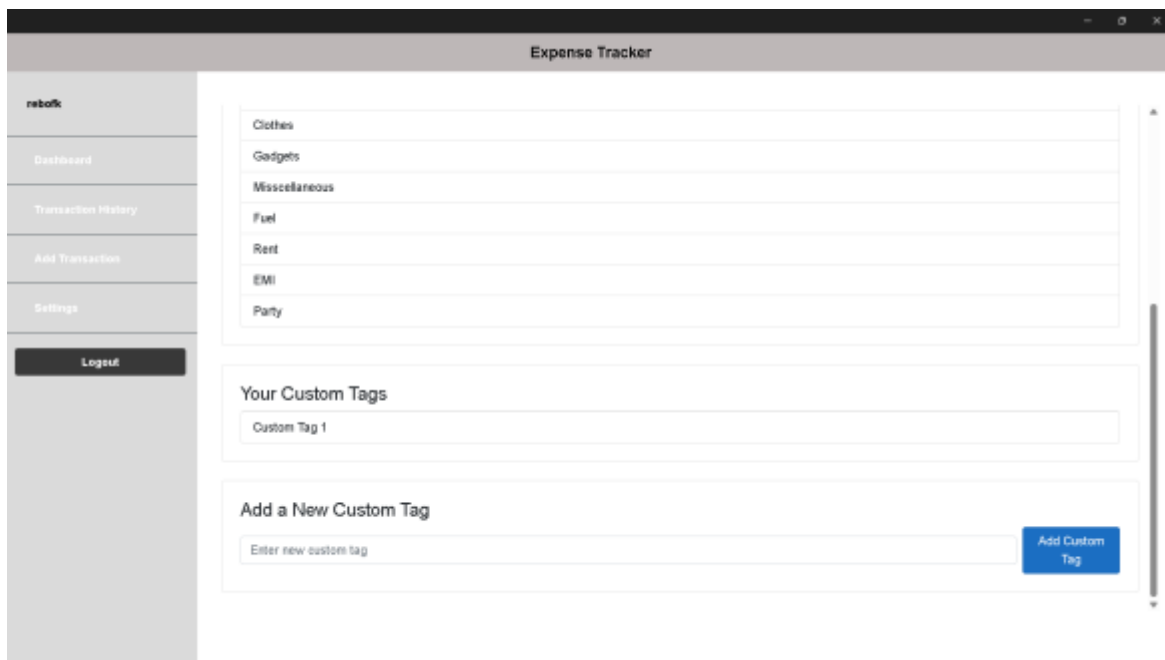 Expense Tracker
rebofk
Dashboard
Transaction History
Add Transaction
Settings
Logout
Clothes
Gadgets
Misscellaneous
Fuel
Rent
EMI
Party
Your Custom Tags
Custom Tag 1
Add a New Custom Tag
Enter new custom tag
Add Custom
Tag